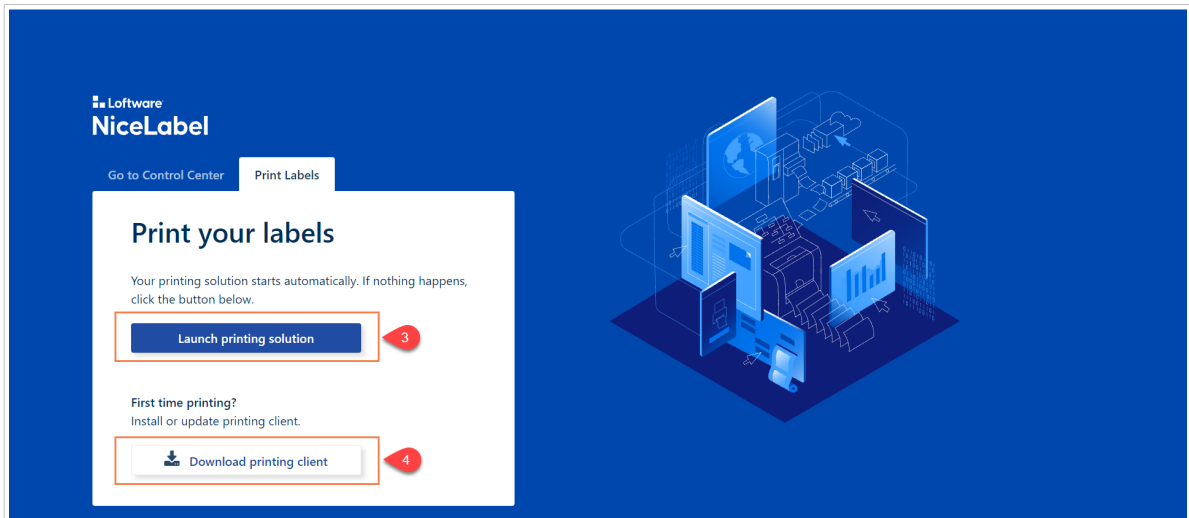 Loftware
NiceLabel
Go to Control Center
Print Labels
Print your labels
Your printing solution starts automatically. If nothing happens,
click the button below.
Launch printing solution
3
First time printing?
Install or update printing client.
Download printing client
4